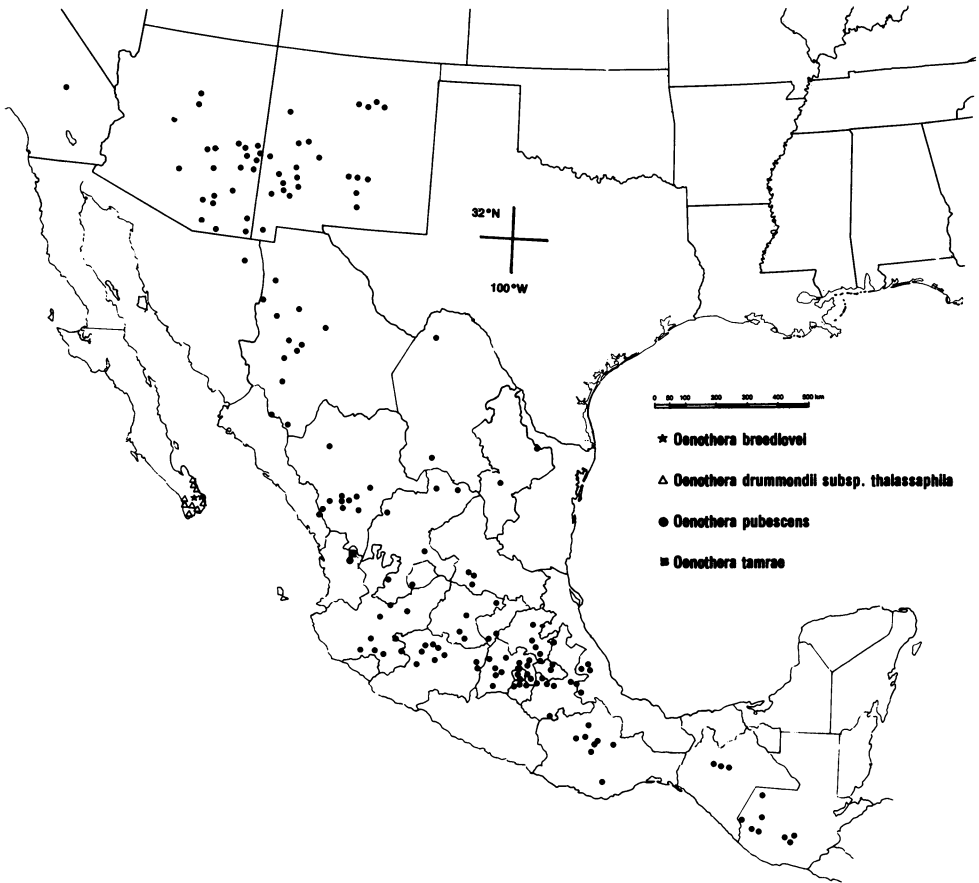 32°N
100°W
0 50 100 200 300 400 500 km
★ Oenothera breedlovei
△ Oenothera drummondii subsp. thalassaphila
● Oenothera pubescens
■ Oenothera tamrae